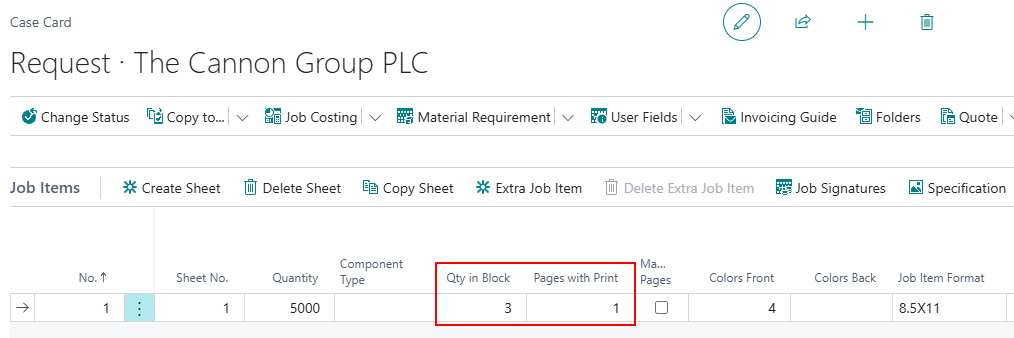 Case Card
Request · The Cannon Group PLC
Change Status Copy to... Job Costing Material Requirement User Fields Invoicing Guide Folders Quote
Job Items Create Sheet Delete Sheet Copy Sheet Extra Job Item Delete Extra Job Item Job Signatures Specification
No. ↑ Sheet No. Quantity Component Type Qty in Block Pages with Print Ma... Pages Colors Front Colors Back Job Item Format
1 1 5000 3 1 4 8.5X11